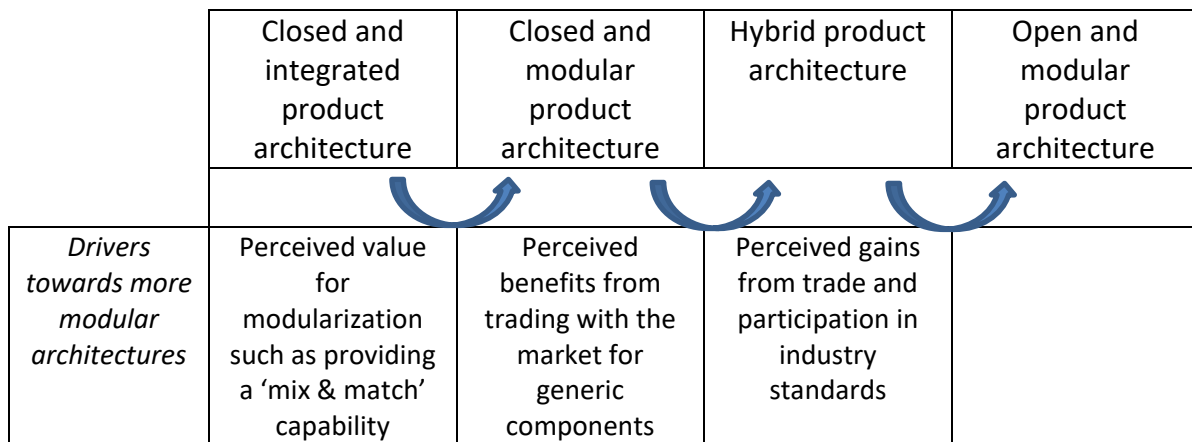 Closed and
integrated
product
architecture
Closed and
modular
product
architecture
Hybrid product
architecture
Open and
modular
product
architecture
Drivers
towards more
modular
architectures
Perceived value
for
modularization
such as providing
a ‘mix & match’
capability
Perceived
benefits from
trading with the
market for
generic
components
Perceived gains
from trade and
participation in
industry
standards